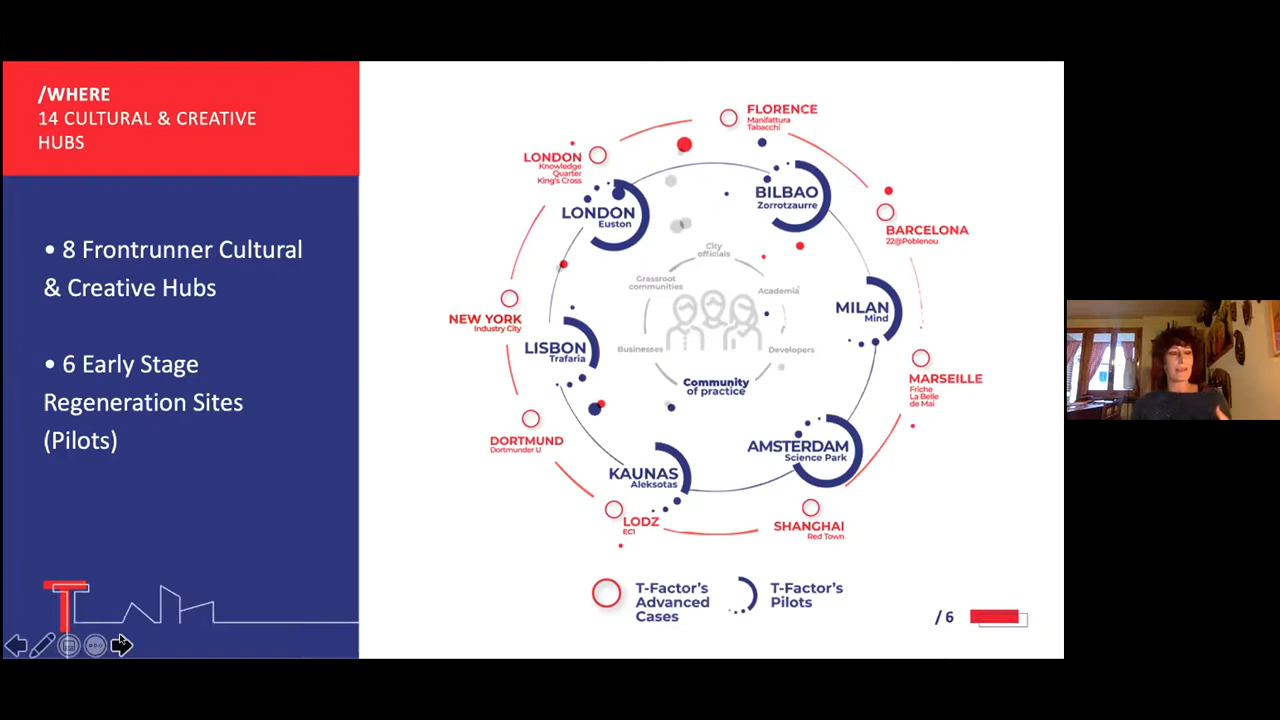 /WHERE
14 CULTURAL & CREATIVE
HUBS
• 8 Frontrunner Cultural
& Creative Hubs
• 6 Early Stage
Regeneration Sites
(Pilots)
FLORENCE
Manifattura
Tabacchi
LONDON
Knowledge
Quarter
King's Cross
BILBAO
Zorrotzaurre
LONDON
Euston
BARCELONA
22@Poblenou
City
officials
Grassroot
communities
Academia
MILAN
Mind
NEW YORK
Industry City
LISBON
Trafaria
Businesses
Developers
MARSEILLE
Friche
La Belle
de Mai
Community
of practice
DORTMUND
Dortmunder U
AMSTERDAM
Science Park
KAUNAS
Aleksotas
LODZ
EC1
SHANGHAI
Red Town
T-Factor's
Advanced
Cases
T-Factor's
Pilots
/ 6